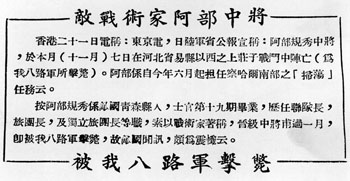 敵戰術家阿部中將
香港二十一日電稱：東京電，日陸軍省公報宣稱：阿部規秀中將
，於本月（十一月）七日在河北省易縣以西之上莊子戰鬥中陣亡（爲
我八路軍所擊斃）。阿部係自今年六月起担任察哈爾南部之「掃蕩」
任務云。
按阿部規秀係敵國青森縣人，士官第十九期畢業，歷任聯隊長，
旅團長，及獨立旅團長等職，素以戰術家著稱，晉級中將甫過一月，
卽被我八路軍擊斃，故敵國聞訊，頗爲震慟云。
被我八路軍擊斃